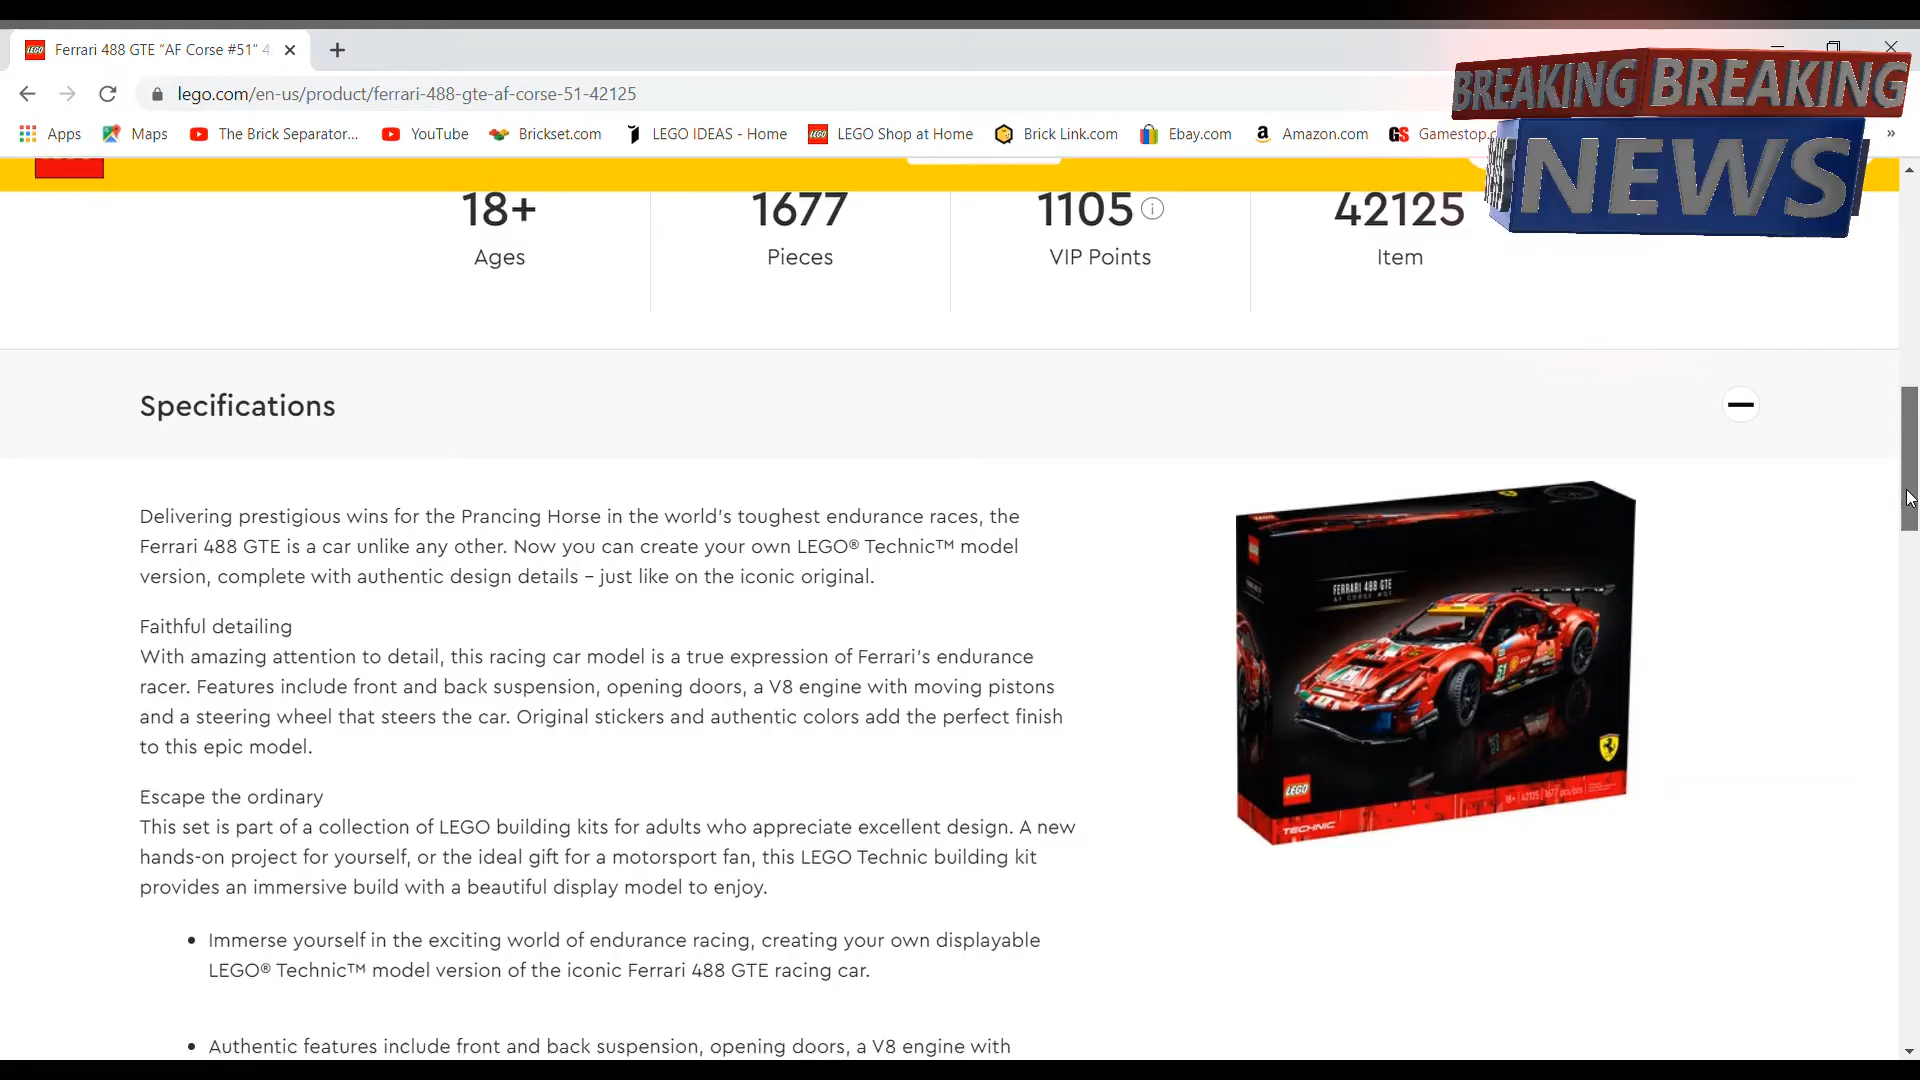 Ferrari 488 GTE “AF Corse #51” 4
lego.com/en-us/product/ferrari-488-gte-af-corse-51-42125
Apps
Maps
The Brick Separator...
YouTube
Brickset.com
LEGO IDEAS - Home
LEGO Shop at Home
Brick Link.com
Ebay.com
Amazon.com
Gamestop.c
BREAKING BREAKING
NEWS
18+
Ages
1677
Pieces
1105
VIP Points
42125
Item
Specifications
Delivering prestigious wins for the Prancing Horse in the world's toughest endurance races, the
Ferrari 488 GTE is a car unlike any other. Now you can create your own LEGO® Technic™ model
version, complete with authentic design details – just like on the iconic original.
Faithful detailing
With amazing attention to detail, this racing car model is a true expression of Ferrari's endurance
racer. Features include front and back suspension, opening doors, a V8 engine with moving pistons
and a steering wheel that steers the car. Original stickers and authentic colors add the perfect finish
to this epic model.
Escape the ordinary
This set is part of a collection of LEGO building kits for adults who appreciate excellent design. A new
hands-on project for yourself, or the ideal gift for a motorsport fan, this LEGO Technic building kit
provides an immersive build with a beautiful display model to enjoy.
• Immerse yourself in the exciting world of endurance racing, creating your own displayable
LEGO® Technic™ model version of the iconic Ferrari 488 GTE racing car.
• Authentic features include front and back suspension, opening doors, a V8 engine with
FERRARI 488 GTE
AF CORSE #51
51
LEGO
TECHNIC
18+ | 42125 | 1677 pcs/pzs